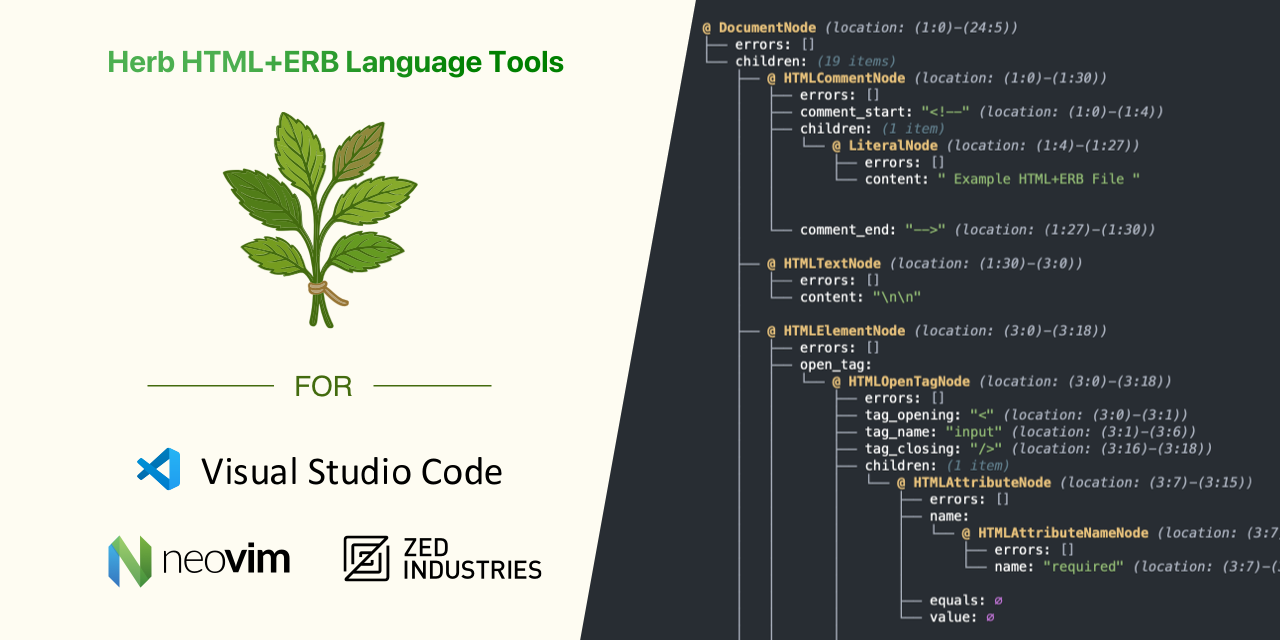 Herb HTML+ERB Language Tools
FOR
Visual Studio Code
neovim
ZED
INDUSTRIES
@ DocumentNode (location: (1:0)-(24:5))
├── errors: []
└── children: (19 items)
├── @ HTMLCommentNode (location: (1:0)-(1:30))
├── errors: []
├── comment_start: "<!--" (location: (1:0)-(1:4))
├── children: (1 item)
└── @ LiteralNode (location: (1:4)-(1:27))
├── errors: []
└── content: " Example HTML+ERB File "
└── comment_end: "-->" (location: (1:27)-(1:30))
├── @ HTMLTextNode (location: (1:30)-(3:0))
├── errors: []
└── content: "\n\n"
├── @ HTMLElementNode (location: (3:0)-(3:18))
├── errors: []
├── open_tag:
└── @ HTMLOpenTagNode (location: (3:0)-(3:18))
├── errors: []
├── tag_opening: "<" (location: (3:0)-(3:1))
├── tag_name: "input" (location: (3:1)-(3:6))
├── tag_closing: "/>" (location: (3:16)-(3:18))
├── children: (1 item)
└── @ HTMLAttributeNode (location: (3:7)-(3:15))
├── errors: []
├── name:
└── @ HTMLAttributeNameNode (location: (3:7
├── errors: []
└── name: "required" (location: (3:7)-(
├── equals: ∅
└── value: ∅